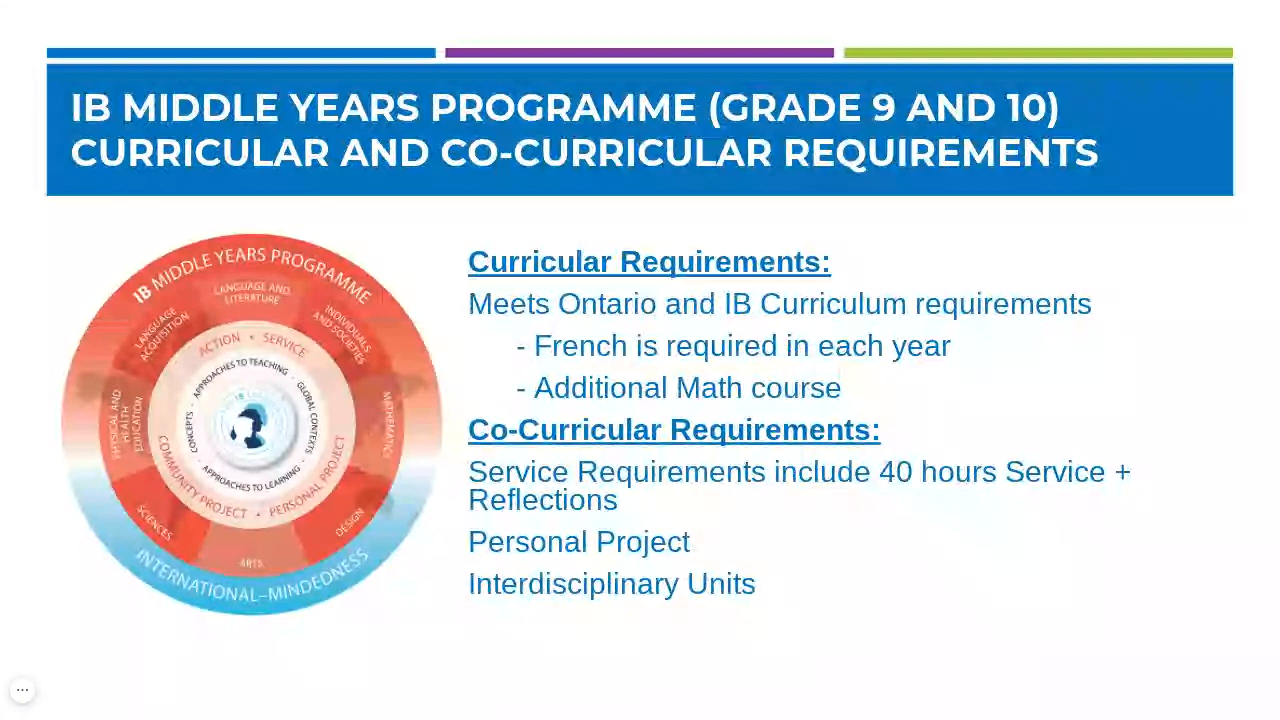 IB MIDDLE YEARS PROGRAMME (GRADE 9 AND 10)
CURRICULAR AND CO-CURRICULAR REQUIREMENTS
IB MIDDLE YEARS PROGRAMME
LANGUAGE AND
LITERATURE
LANGUAGE
ACQUISITION
INDIVIDUALS
AND SOCIETIES
PHYSICAL AND
HEALTH
EDUCATION
MATHEMATICS
SCIENCES
DESIGN
ARTS
ACTION • SERVICE
COMMUNITY PROJECT • PERSONAL PROJECT
APPROACHES TO TEACHING
GLOBAL CONTEXTS
APPROACHES TO LEARNING
CONCEPTS
INTERNATIONAL–MINDEDNESS
Curricular Requirements:
Meets Ontario and IB Curriculum requirements
- French is required in each year
- Additional Math course
Co-Curricular Requirements:
Service Requirements include 40 hours Service +
Reflections
Personal Project
Interdisciplinary Units